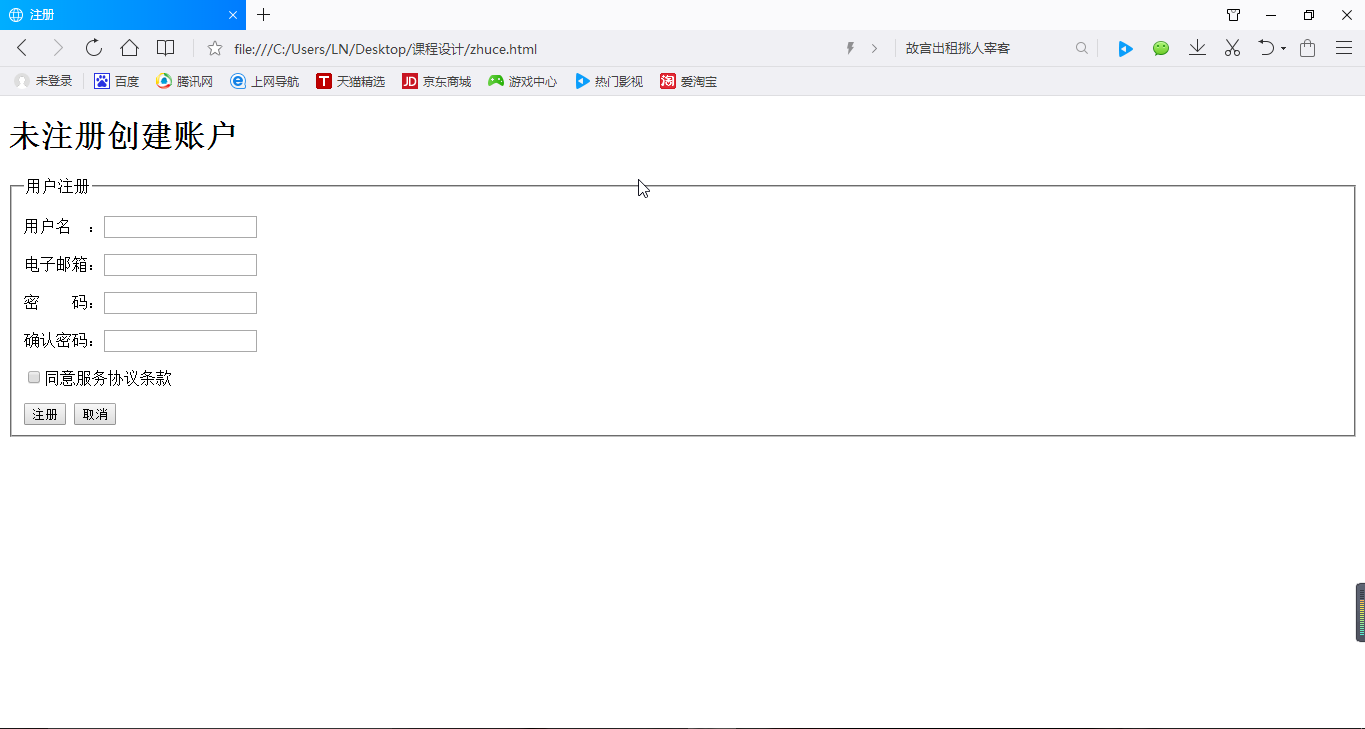 注册
file:///C:/Users/LN/Desktop/课程设计/zhuce.html
故宫出租挑人宰客
未登录 百度 腾讯网 上网导航 T 天猫精选 JD 京东商城 游戏中心 热门影视 淘 爱淘宝
未注册创建账户
用户注册
用户名 ：
电子邮箱：
密 码：
确认密码：
同意服务协议条款
注册 取消